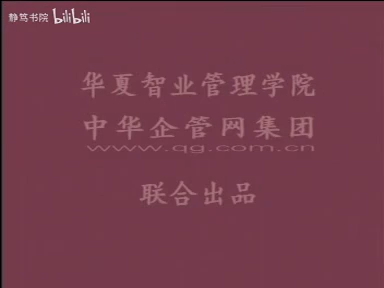 静笃书院 bilibili
华夏智业管理学院
中华企管网集团
www.qg.com.cn
联合出品